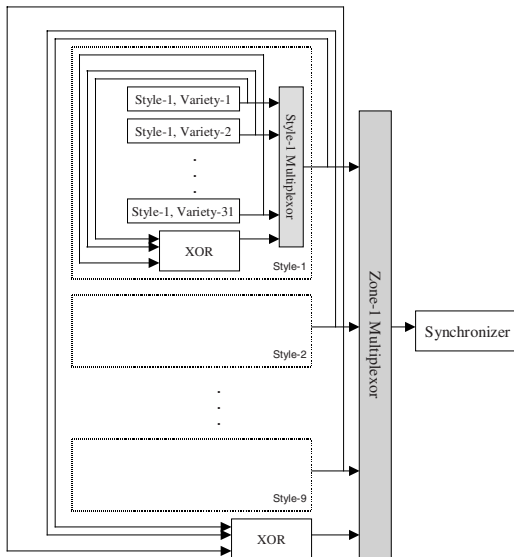 Style-1, Variety-1
Style-1, Variety-2
.
.
.
Style-1, Variety-31
XOR
Style-1 Multiplexor
Style-1
Style-2
.
.
.
Style-9
XOR
Zone-1 Multiplexor
Synchronizer